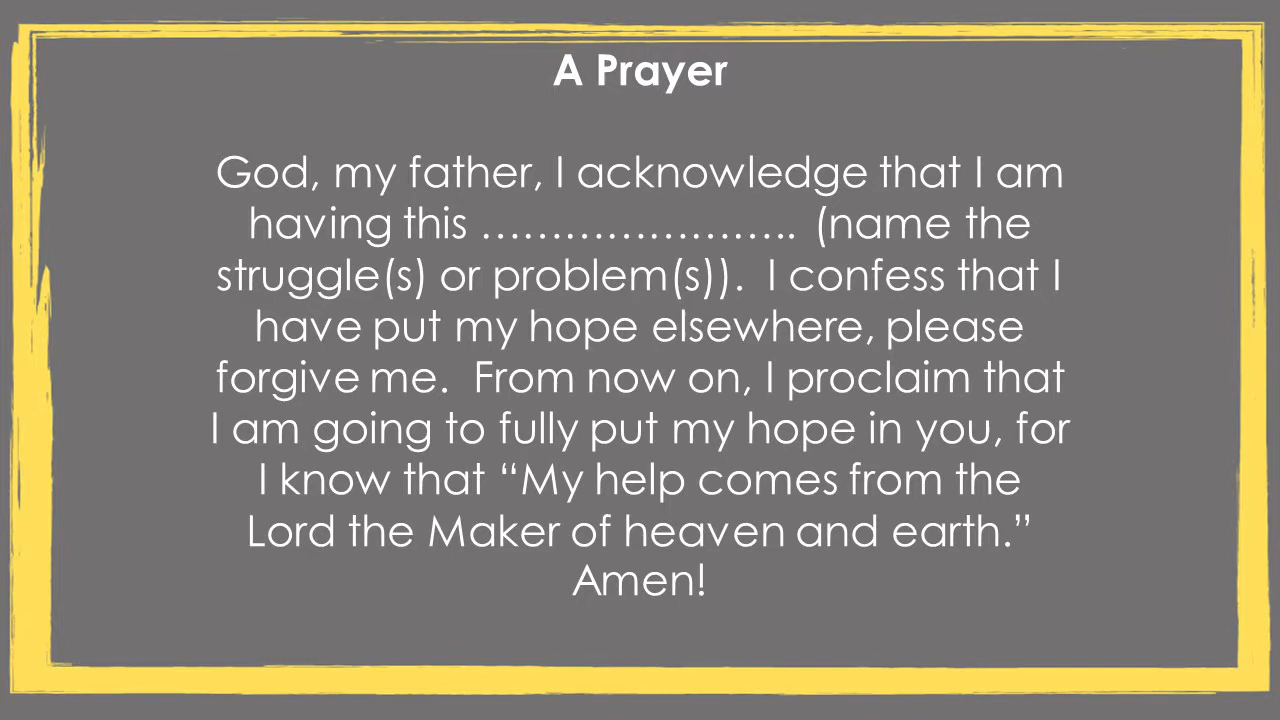 A Prayer
God, my father, I acknowledge that I am
having this …………………….. (name the
struggle(s) or problem(s)).  I confess that I
have put my hope elsewhere, please
forgive me.  From now on, I proclaim that
I am going to fully put my hope in you, for
I know that “My help comes from the
Lord the Maker of heaven and earth.”
Amen!